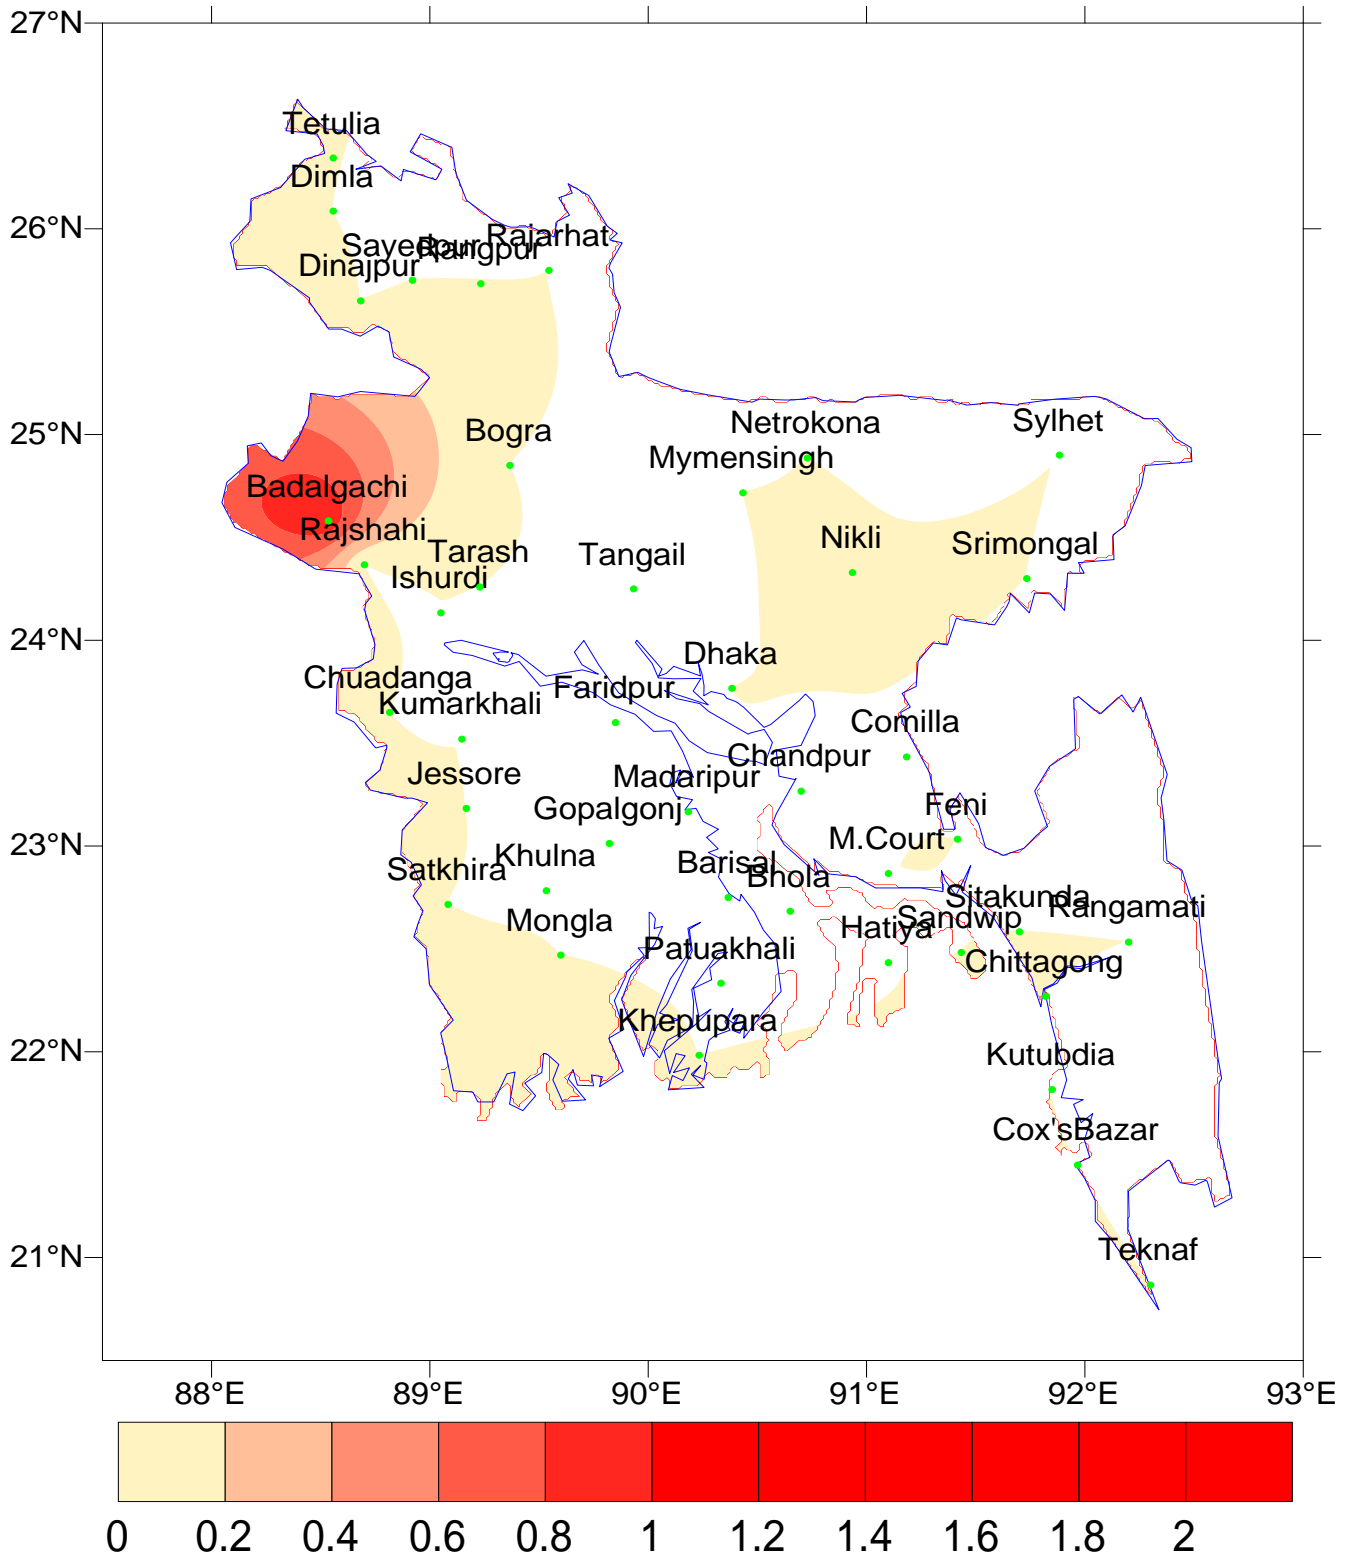 27°N
Tetulia
Dimla
26°N
Rajarhat
Sayedpur
Rangpur
Dinajpur
25°N
Sylhet
Netrokona
Bogra
Mymensingh
Badalgachi
Rajshahi
Nikli
Srimongal
Tarash
Tangail
Ishurdi
24°N
Dhaka
Chuadanga
Faridpur
Kumarkhali
Comilla
Chandpur
Jessore
Madaripur
Gopalgonj
Feni
23°N
M.Court
Khulna
Barisal
Satkhira
Bhola
Sitakunda
Rangamati
Mongla
Sandwip
Hatiya
Patuakhali
Chittagong
22°N
Khepupara
Kutubdia
Cox'sBazar
21°N
Teknaf
88°E 89°E 90°E 91°E 92°E 93°E
0 0.2 0.4 0.6 0.8 1 1.2 1.4 1.6 1.8 2